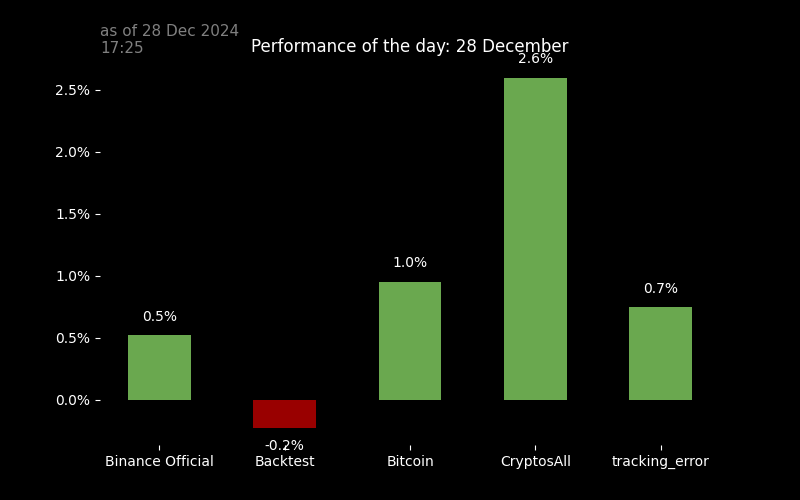 as of 28 Dec 2024
17:25
Performance of the day: 28 December
2.6%
2.5%
2.0%
1.5%
1.0%
1.0%
0.7%
0.5%
0.5%
0.0%
-0.2%
Binance Official
Backtest
Bitcoin
CryptosAll
tracking_error